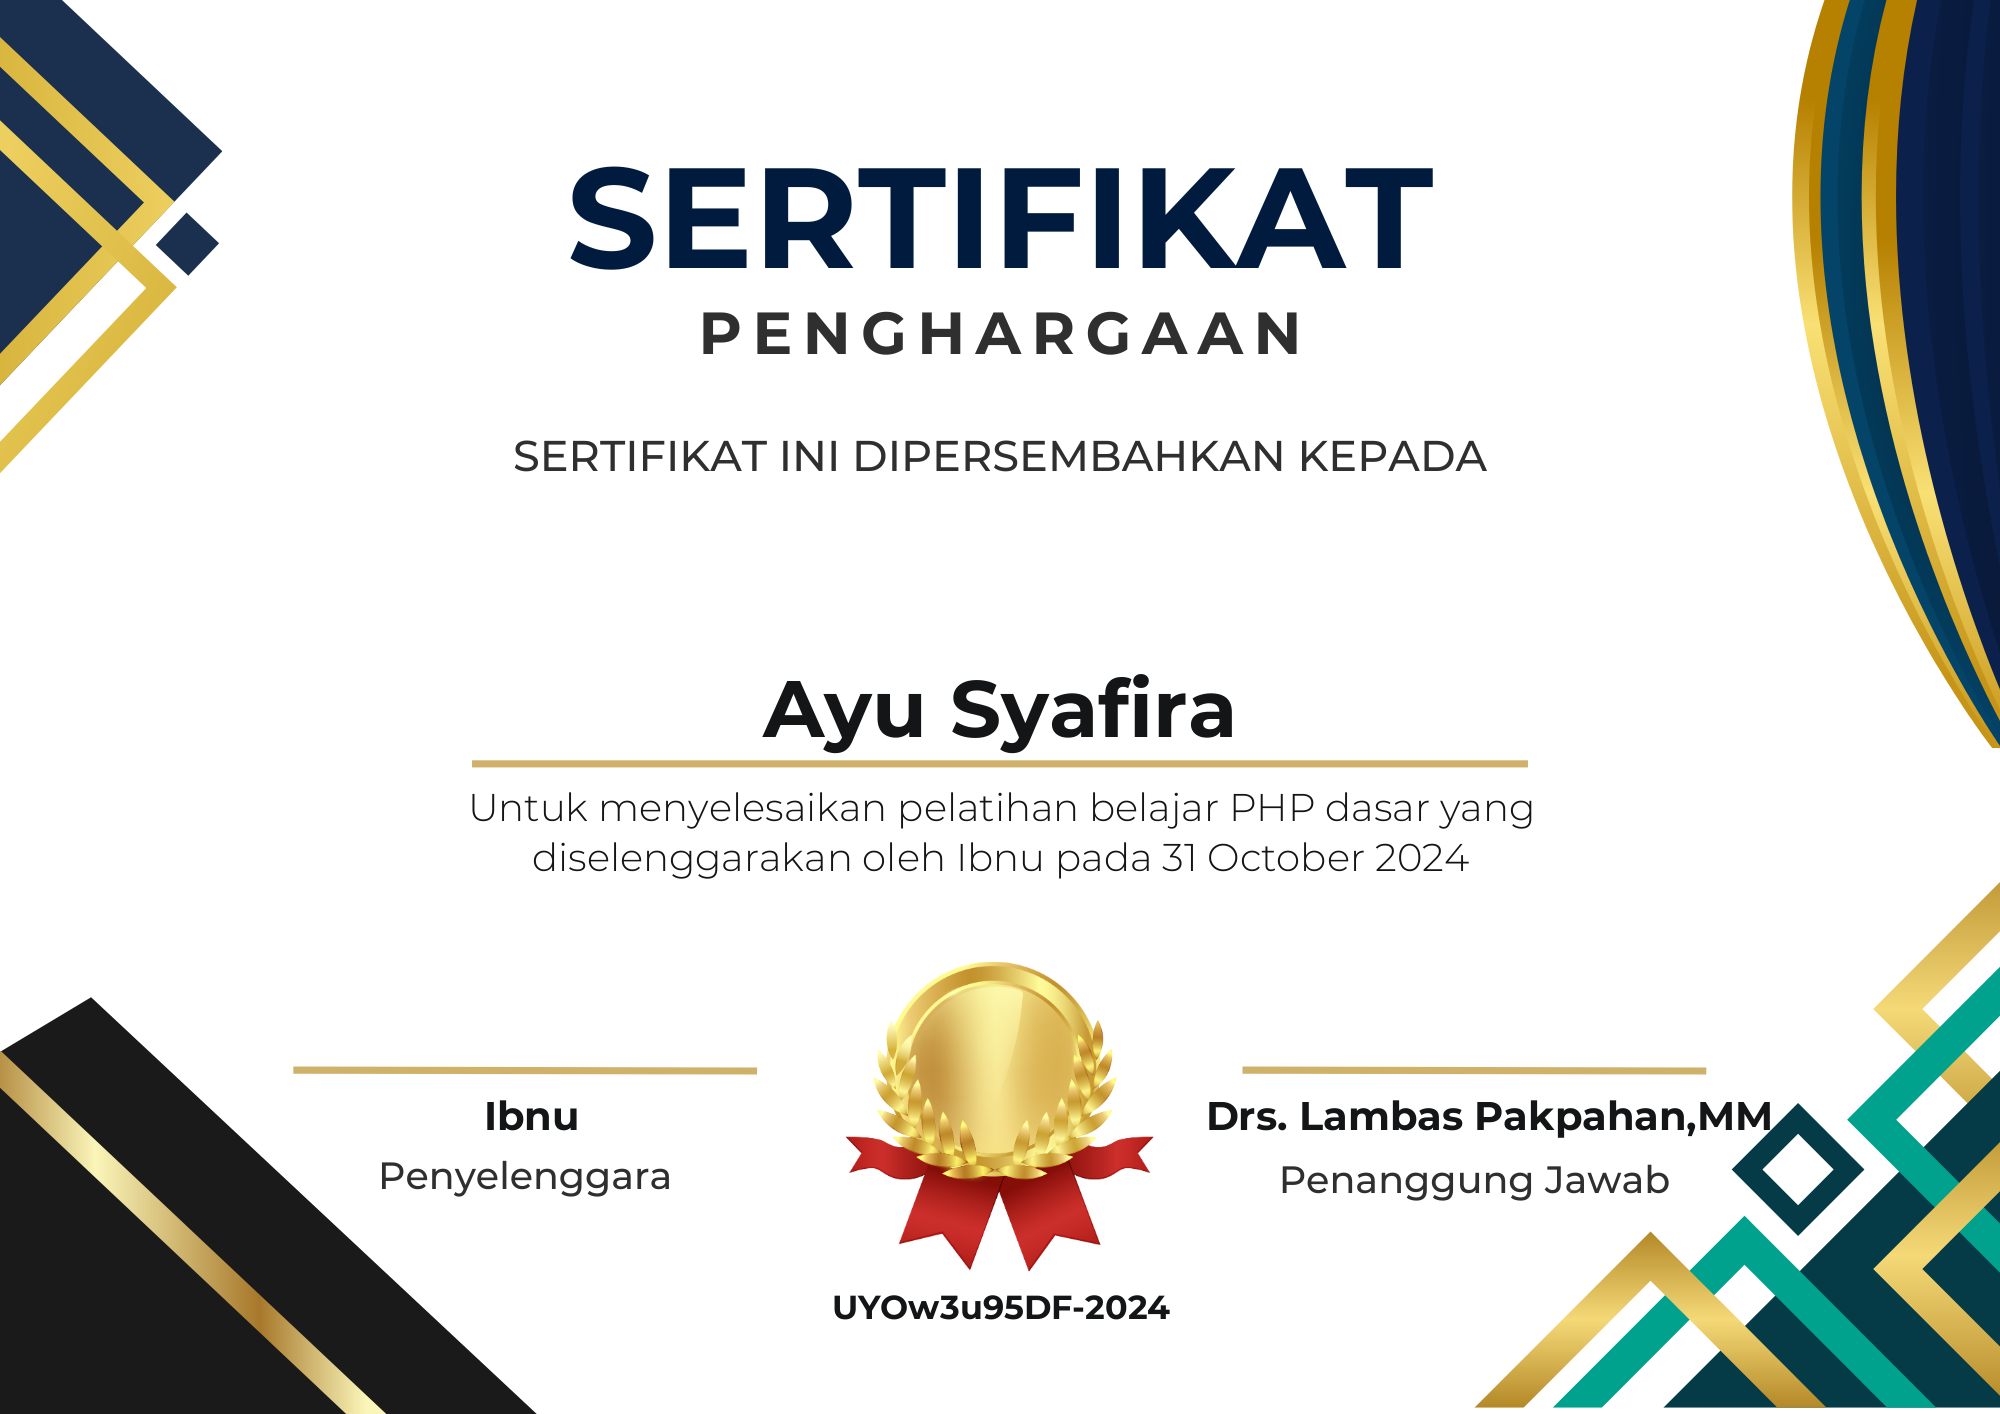 SERTIFIKAT
PENGHARGAAN
SERTIFIKAT INI DIPERSEMBAHKAN KEPADA
Ayu Syafira
Untuk menyelesaikan pelatihan belajar PHP dasar yang
diselenggarakan oleh Ibnu pada 31 October 2024
Ibnu
Penyelenggara
Drs. Lambas Pakpahan,MM
Penanggung Jawab
UYOw3u95DF-2024